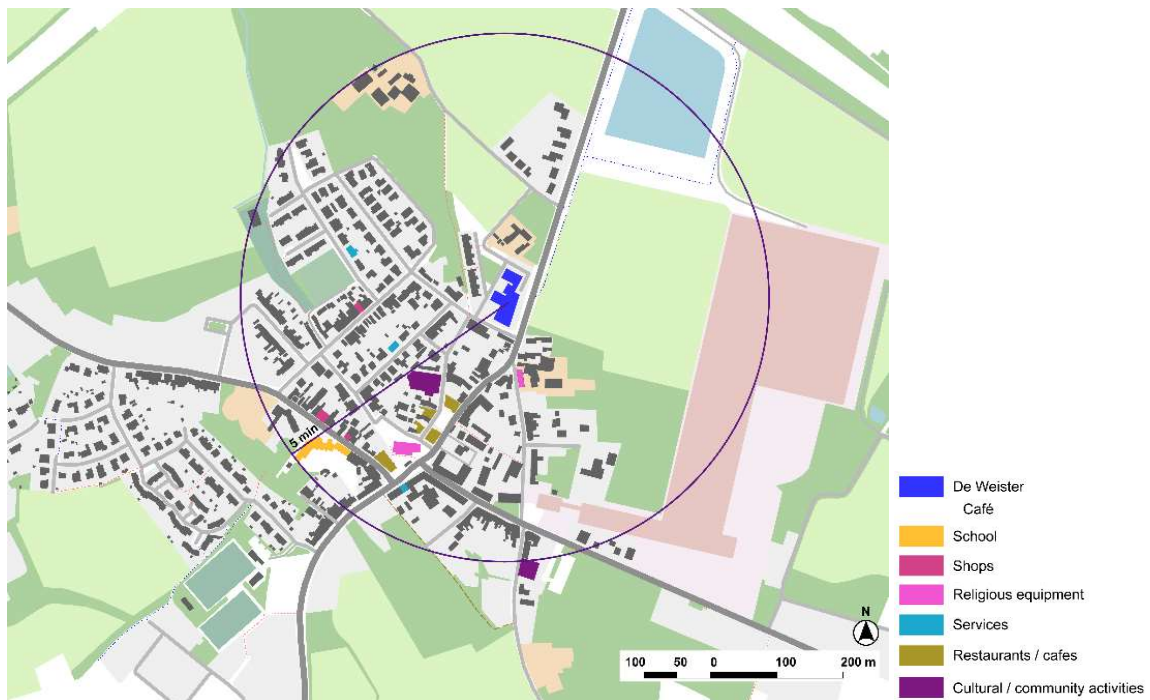 5 min
N
100 50 0 100 200 m
De Weister
Café
School
Shops
Religious equipment
Services
Restaurants / cafes
Cultural / community activities